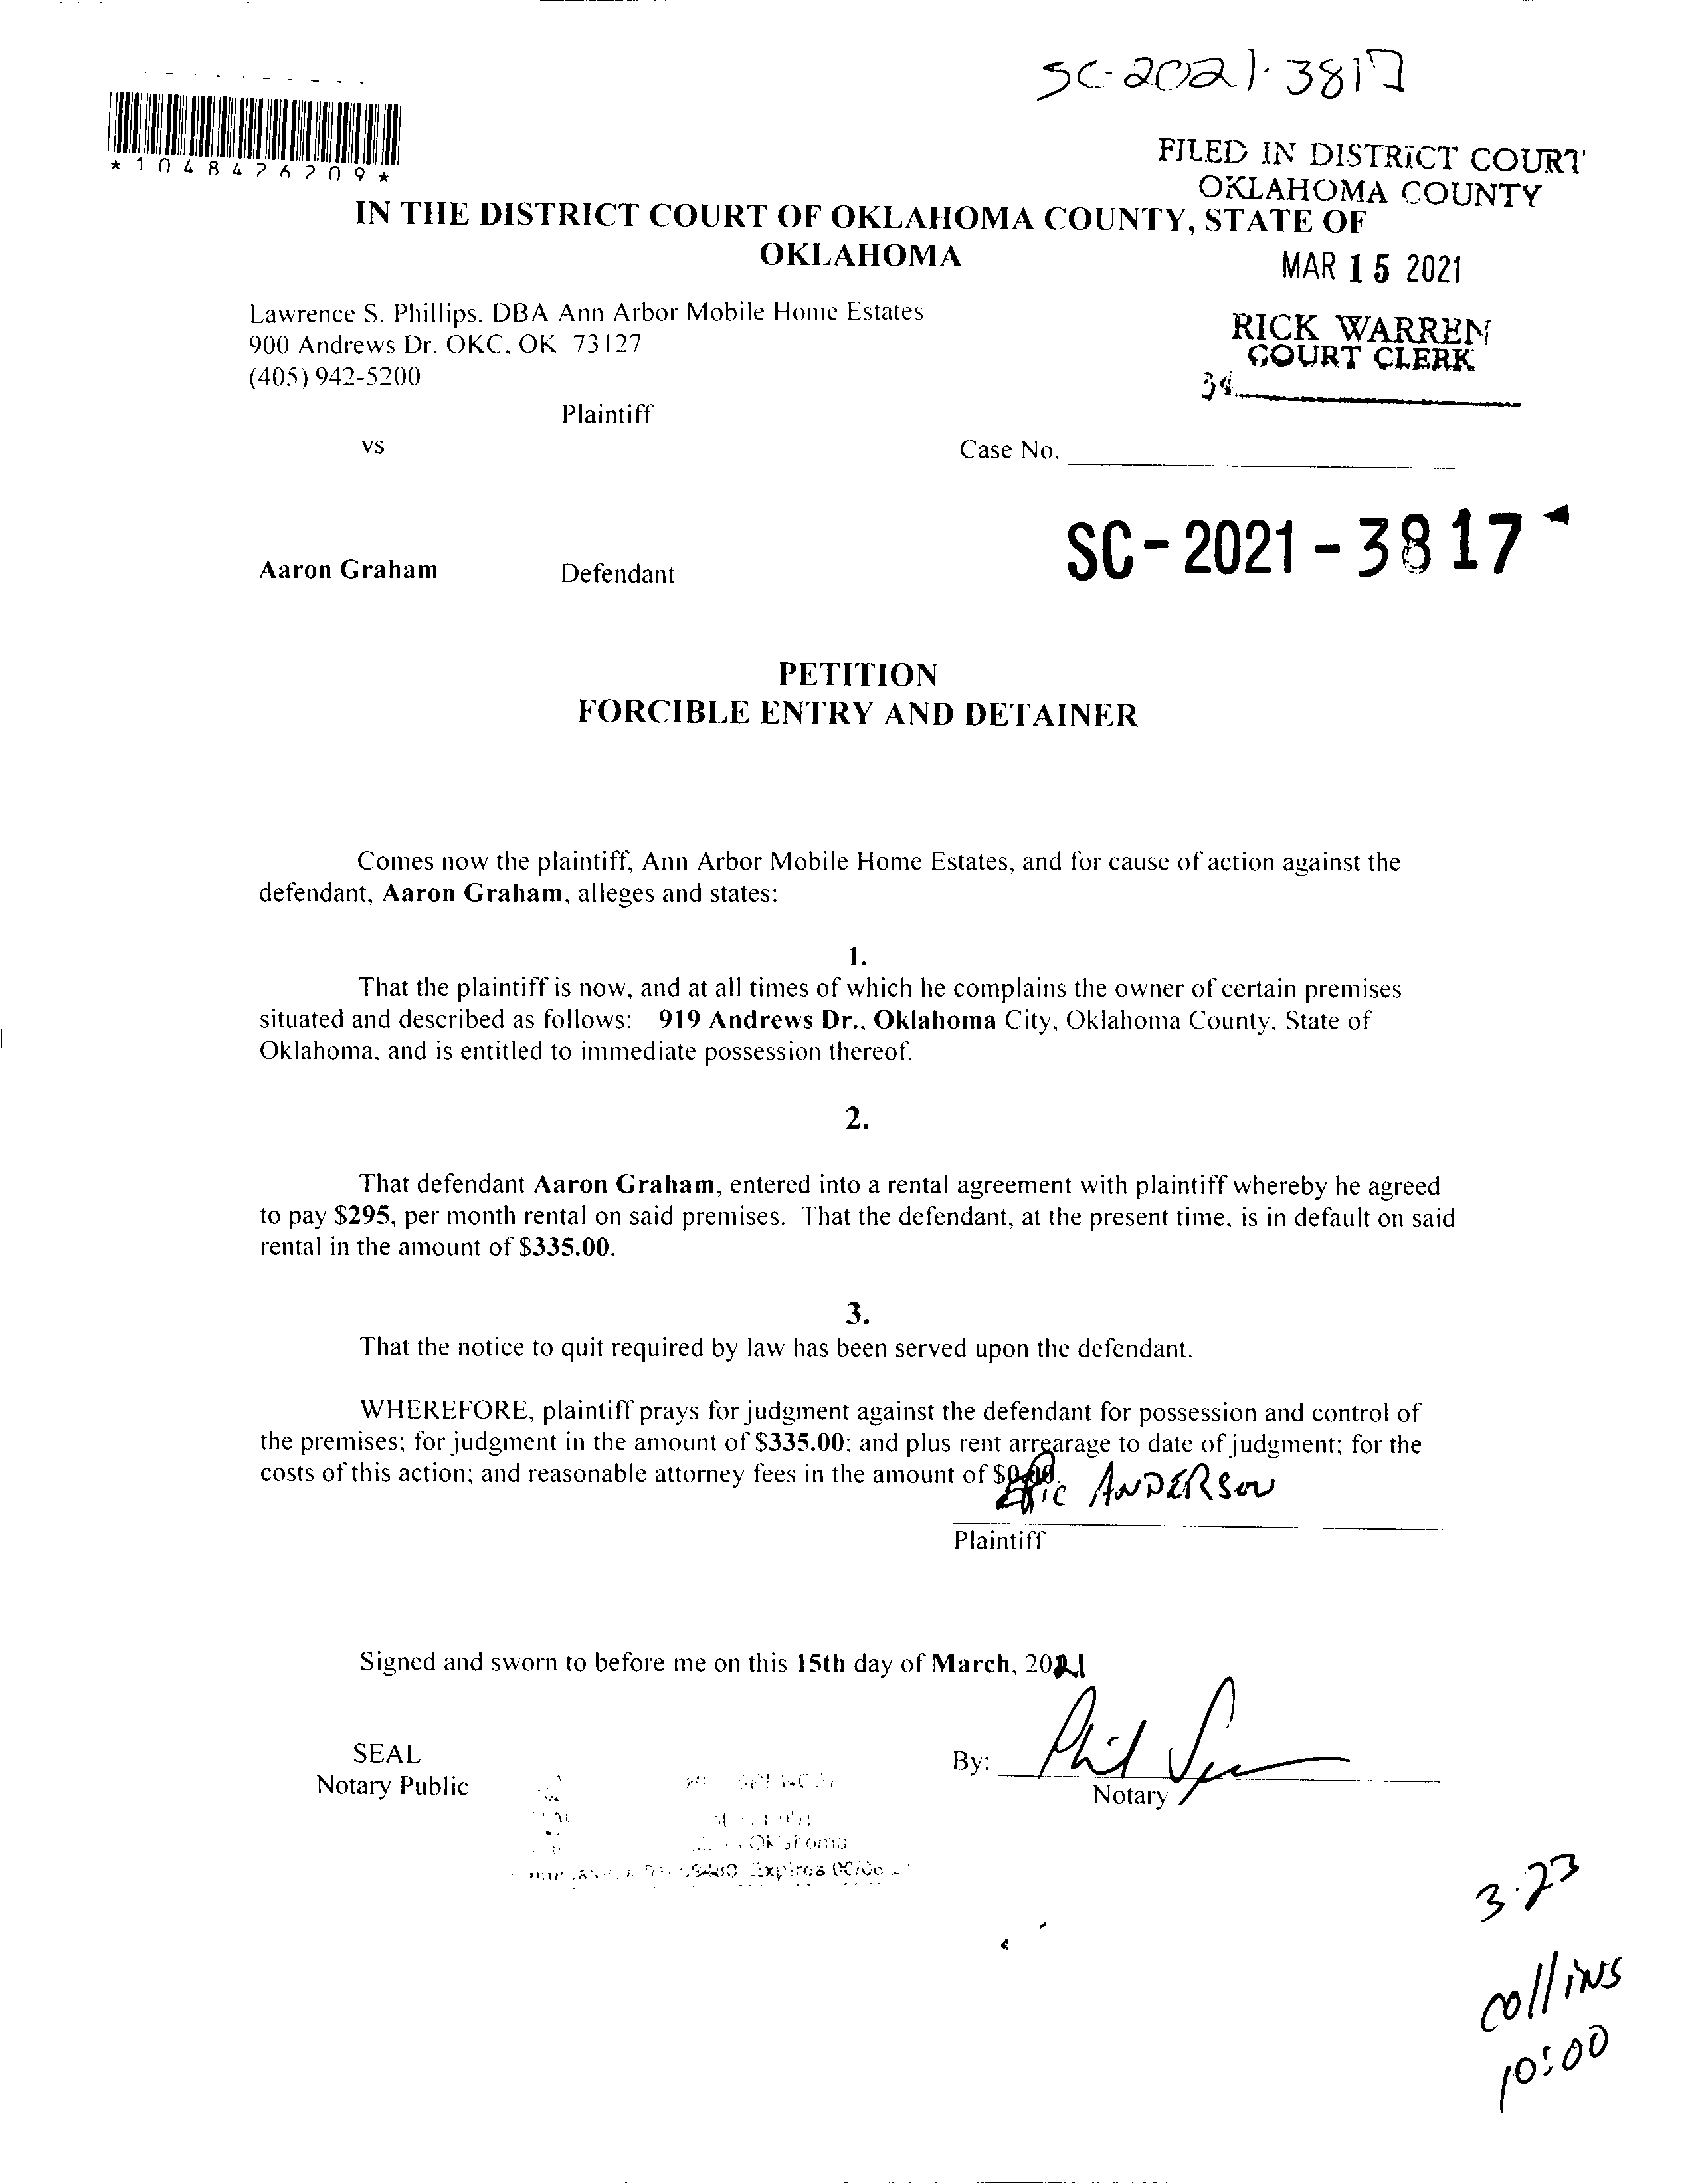 SC-2021-3817
*1048426209*
FILED IN DISTRICT COURT
OKLAHOMA COUNTY
IN THE DISTRICT COURT OF OKLAHOMA COUNTY, STATE OF
OKLAHOMA
MAR 15 2021
Lawrence S. Phillips, DBA Ann Arbor Mobile Home Estates
900 Andrews Dr. OKC, OK 73127
(405) 942-5200
RICK WARREN
COURT CLERK
34
Plaintiff
vs
Case No.
SC-2021-3817
Aaron Graham Defendant
PETITION
FORCIBLE ENTRY AND DETAINER
Comes now the plaintiff, Ann Arbor Mobile Home Estates, and for cause of action against the
defendant, Aaron Graham, alleges and states:
1.
That the plaintiff is now, and at all times of which he complains the owner of certain premises
situated and described as follows: 919 Andrews Dr., Oklahoma City, Oklahoma County, State of
Oklahoma, and is entitled to immediate possession thereof.
2.
That defendant Aaron Graham, entered into a rental agreement with plaintiff whereby he agreed
to pay $295, per month rental on said premises. That the defendant, at the present time, is in default on said
rental in the amount of $335.00.
3.
That the notice to quit required by law has been served upon the defendant.
WHEREFORE, plaintiff prays for judgment against the defendant for possession and control of
the premises; for judgment in the amount of $335.00; and plus rent arrearage to date of judgment; for the
costs of this action; and reasonable attorney fees in the amount of $0.00.
Eric ANDERSON
Plaintiff
Signed and sworn to before me on this 15th day of March, 2021
SEAL
Notary Public
By: Phil
Notary
Oklahoma
Expires
3.23
collins
10:00